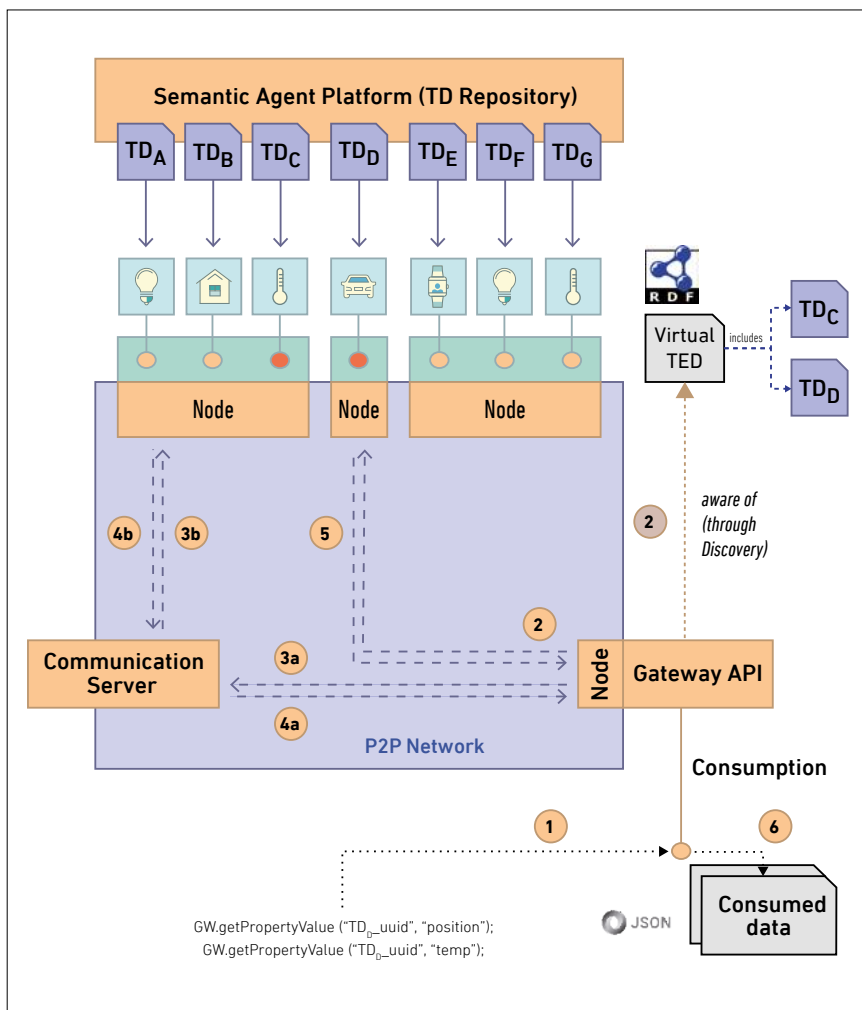 Semantic Agent Platform (TD Repository)
TDA TDB TDC TDD TDE TDF TDG
RDF
Virtual
TED
includes
TDC
TDD
Node
Node
Node
4b
3b
5
2
aware of
(through
Discovery)
2
Communication
Server
3a
4a
Node
Gateway API
P2P Network
Consumption
1
6
GW.getPropertyValue (“TDD_uuid”, “position”);
GW.getPropertyValue (“TDD_uuid”, “temp”);
JSON
Consumed
data